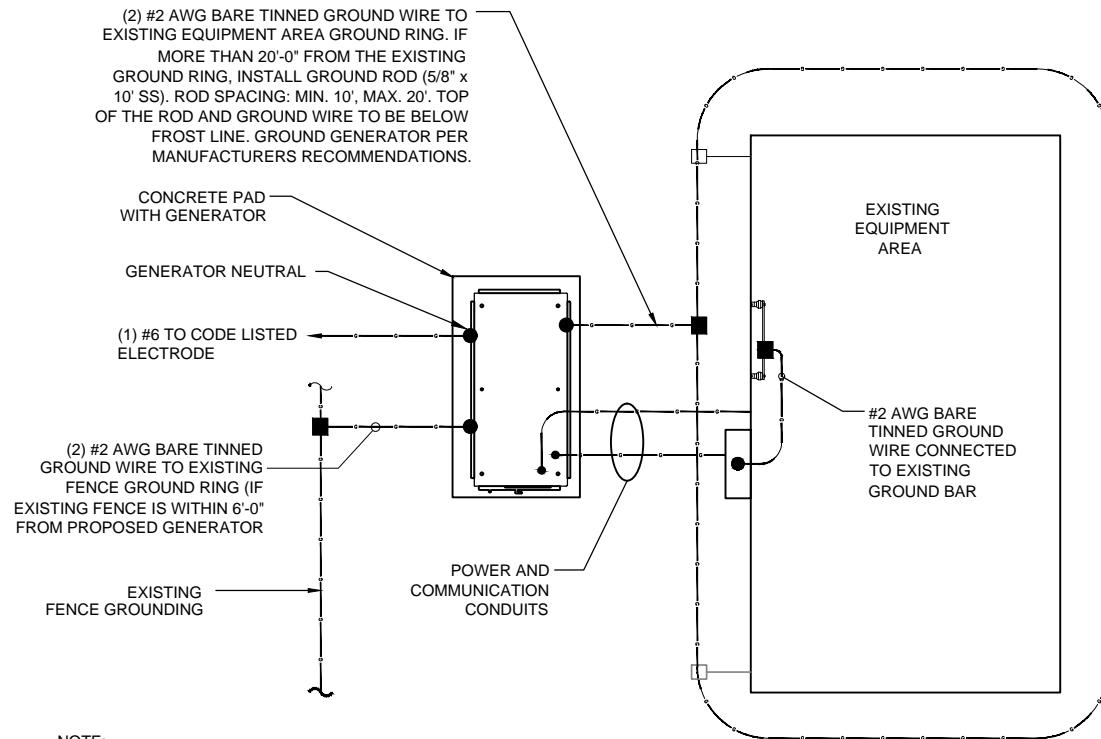 (2) #2 AWG BARE TINNED GROUND WIRE TO
EXISTING EQUIPMENT AREA GROUND RING. IF
MORE THAN 20'-0" FROM THE EXISTING
GROUND RING, INSTALL GROUND ROD (5/8" x
10' SS). ROD SPACING: MIN. 10', MAX. 20'. TOP
OF THE ROD AND GROUND WIRE TO BE BELOW
FROST LINE. GROUND GENERATOR PER
MANUFACTURERS RECOMMENDATIONS.
CONCRETE PAD
WITH GENERATOR
GENERATOR NEUTRAL
(1) #6 TO CODE LISTED
ELECTRODE
(2) #2 AWG BARE TINNED
GROUND WIRE TO EXISTING
FENCE GROUND RING (IF
EXISTING FENCE IS WITHIN 6'-0"
FROM PROPOSED GENERATOR
EXISTING
FENCE GROUNDING
POWER AND
COMMUNICATION
CONDUITS
EXISTING
EQUIPMENT
AREA
#2 AWG BARE
TINNED GROUND
WIRE CONNECTED
TO EXISTING
GROUND BAR
NOTE: